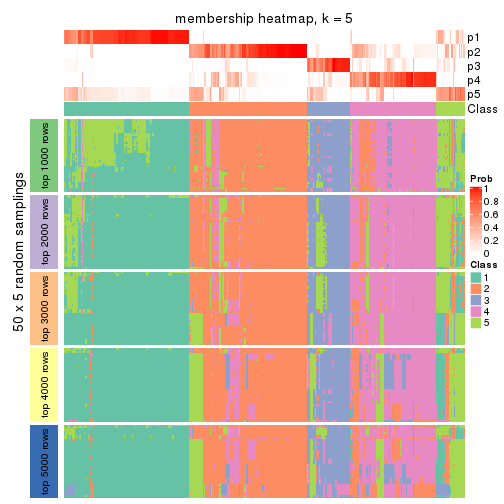 membership heatmap, k = 5
p1
p2
p3
p4
p5
Class
50 x 5 random samplings
top 1000 rows
top 2000 rows
top 3000 rows
top 4000 rows
top 5000 rows
Prob
1
0.8
0.6
0.4
0.2
0
Class
1
2
3
4
5